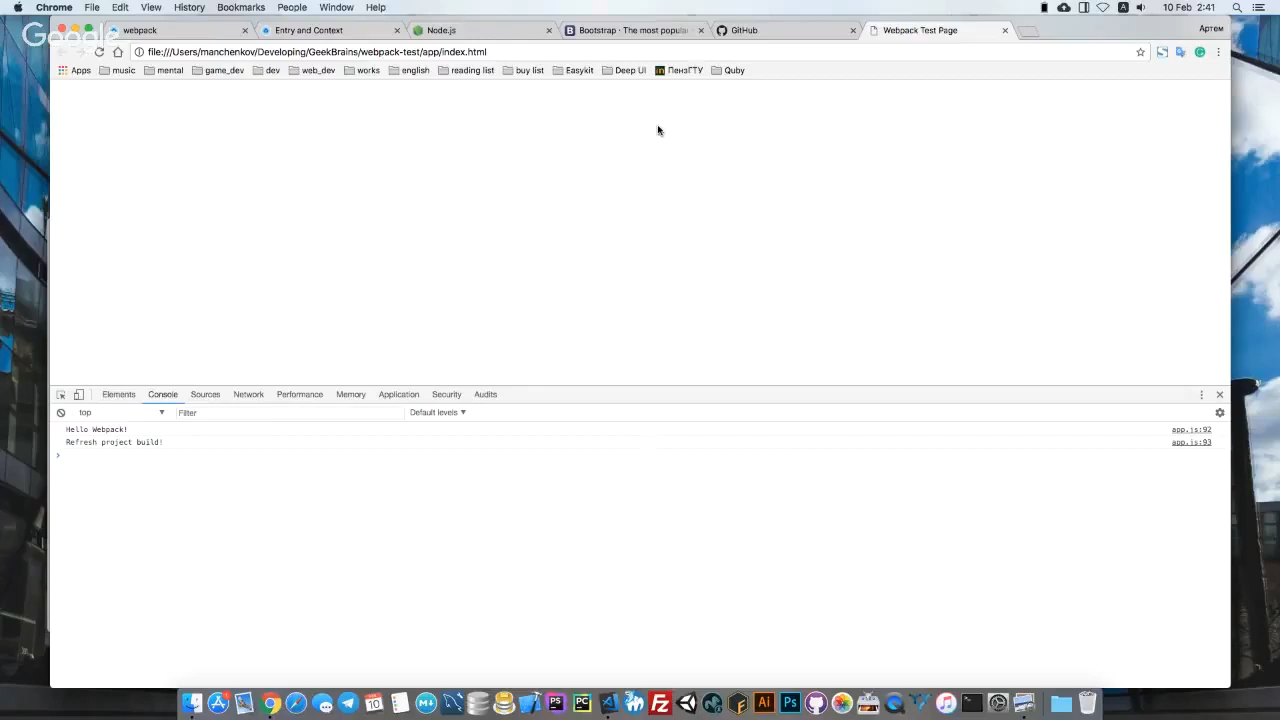 Chrome File Edit View History Bookmarks People Window Help 10 Feb 2:41
Google
webpack Entry and Context Node.js Bootstrap · The most popula GitHub Webpack Test Page Артем
file:///Users/manchenkov/Developing/GeekBrains/webpack-test/app/index.html
Apps music mental game_dev dev web_dev works english reading list buy list Easykit Deep UI ПензГТУ Quby
Elements Console Sources Network Performance Memory Application Security Audits
top Filter Default levels
Hello Webpack! app.js:92
Refresh project build! app.js:93